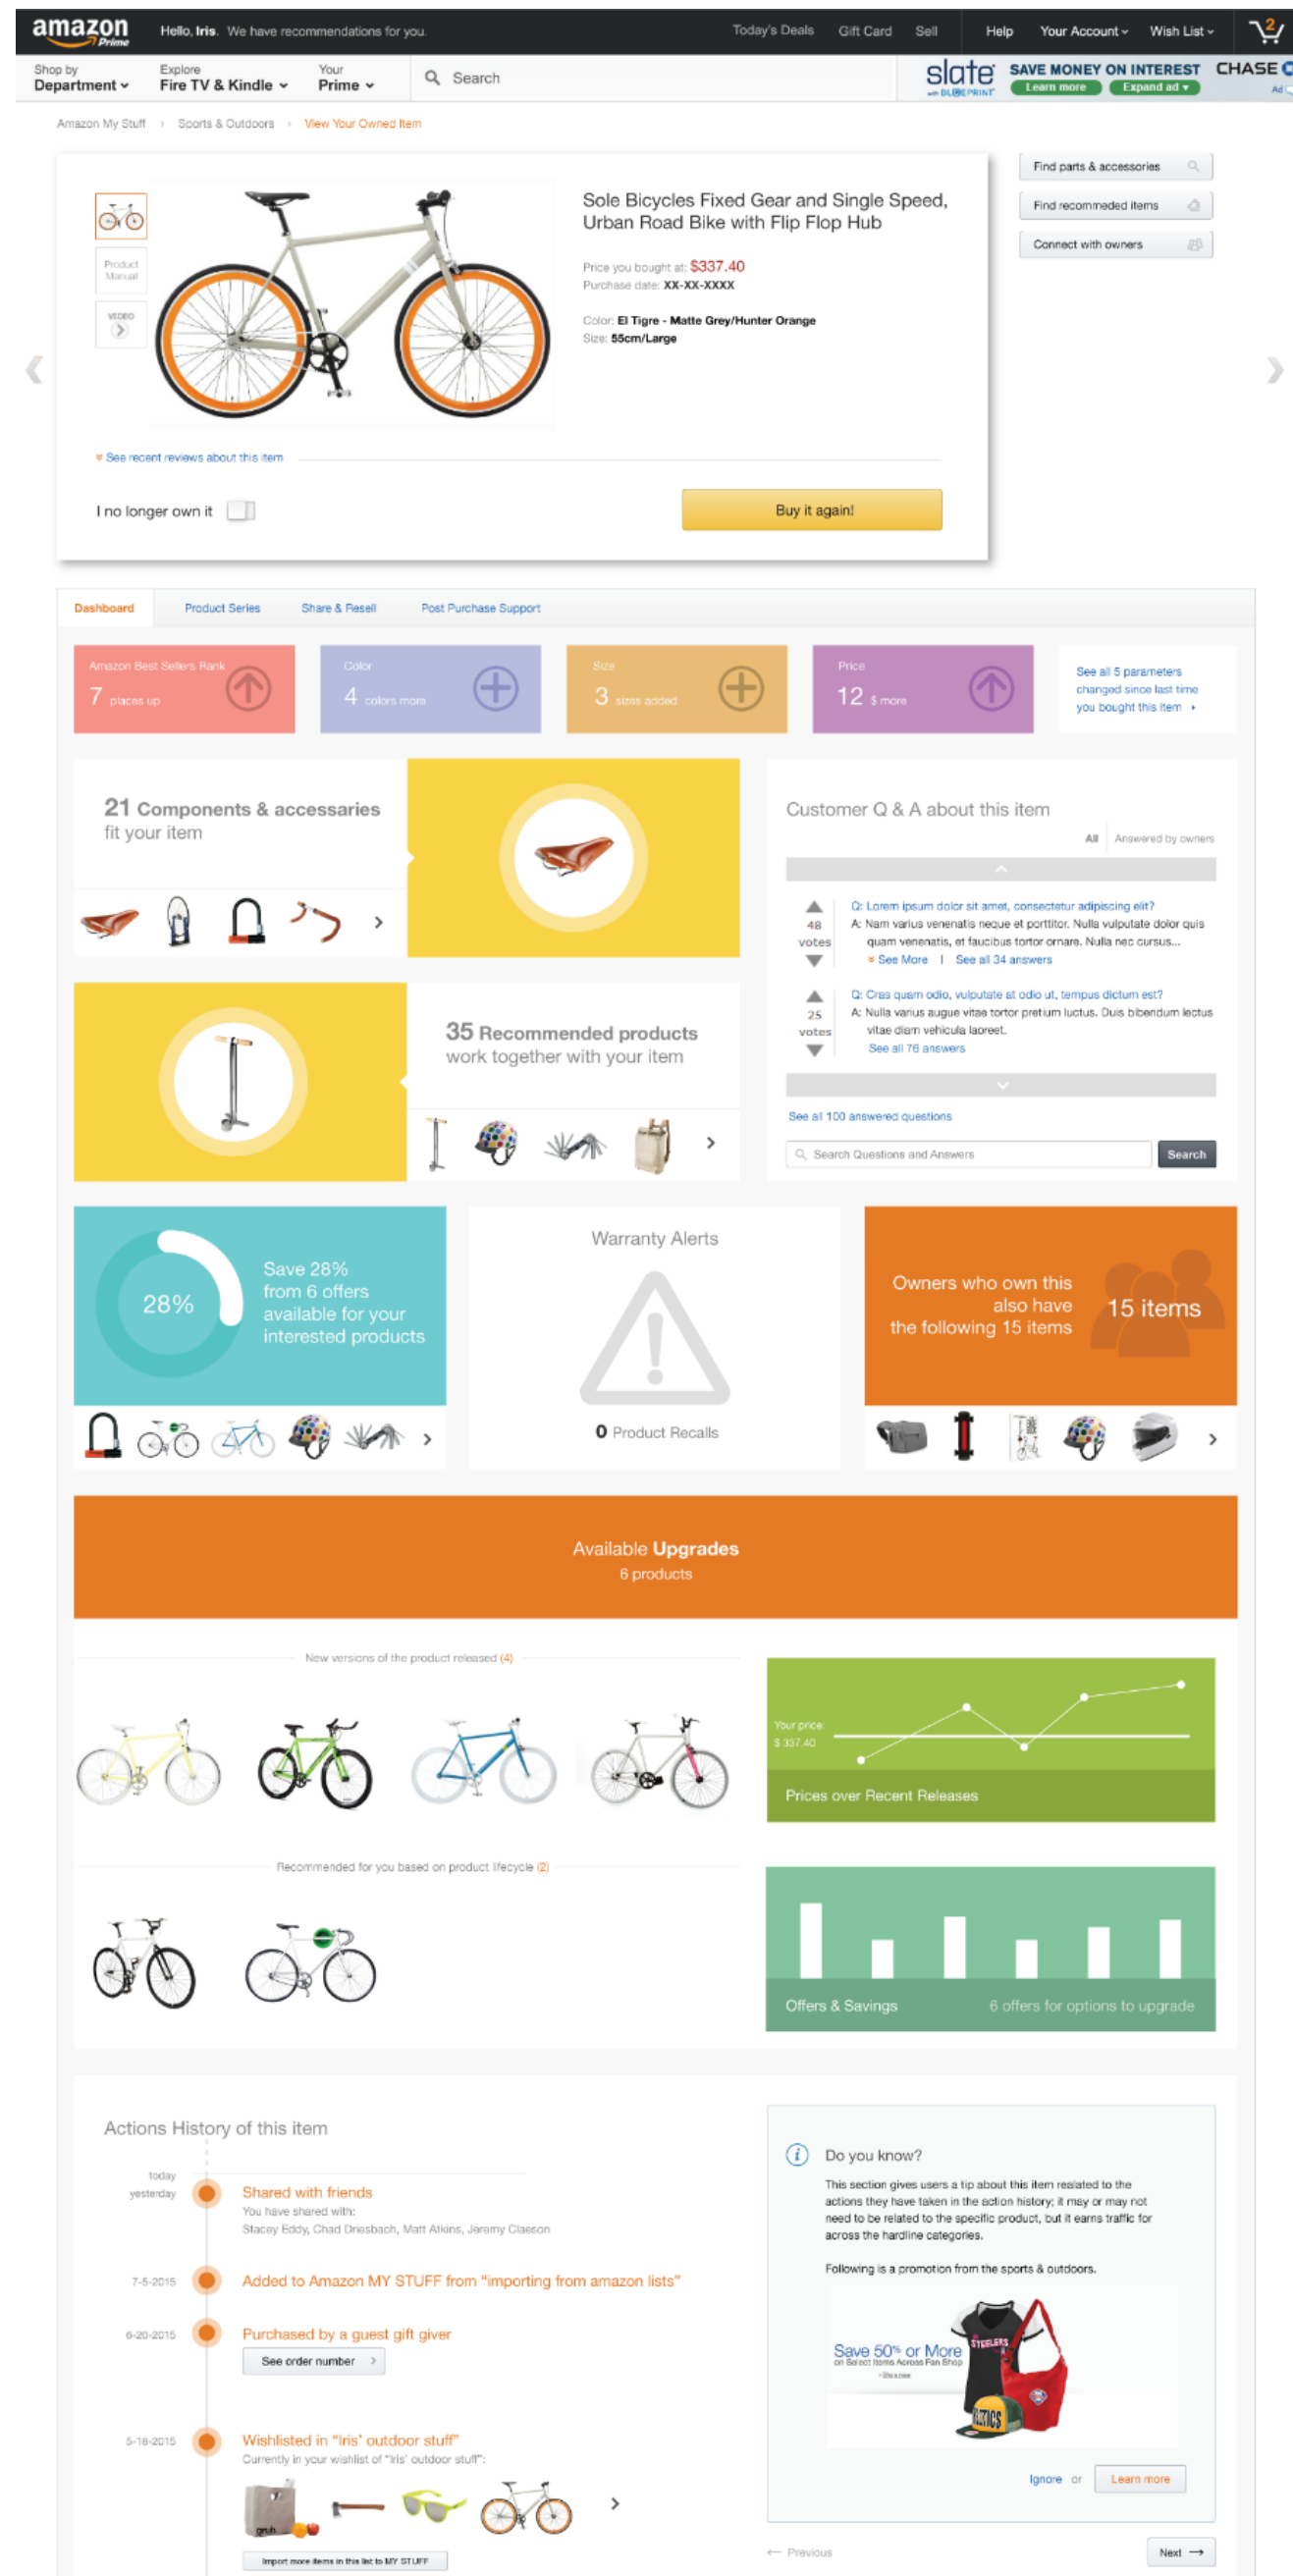 amazon
Prime
Hello, Iris. We have recommendations for you.
Today's Deals
Gift Card
Sell
Help
Your Account
Wish List
2
Shop by
Department
Explore
Fire TV & Kindle
Your
Prime
Search
slate
with BLUEPRINT
SAVE MONEY ON INTEREST
Learn more
Expand ad
CHASE
Ad
Amazon My Stuff
Sports & Outdoors
View Your Owned Item
Product
Manual
VIDEO
Sole Bicycles Fixed Gear and Single Speed,
Urban Road Bike with Flip Flop Hub
Price you bought at: $337.40
Purchase date: XX-XX-XXXX
Color: El Tigre - Matte Grey/Hunter Orange
Size: 55cm/Large
Find parts & accessories
Find recommeded items
Connect with owners
See recent reviews about this item
I no longer own it
Buy it again!
Dashboard
Product Series
Share & Resell
Post Purchase Support
Amazon Best Sellers Rank
7 places up
Color
4 colors more
Size
3 sizes added
Price
12 $ more
See all 5 parameters
changed since last time
you bought this item
21 Components & accessaries
fit your item
35 Recommended products
work together with your item
Customer Q & A about this item
All
Answered by owners
48
votes
Q: Lorem ipsum dolor sit amet, consectetur adipiscing elit?
A: Nam varius venenatis neque et porttitor. Nulla vulputate dolor quis
quam venenatis, et faucibus tortor ornare. Nulla nec cursus...
See More | See all 34 answers
25
votes
Q: Cras quam odio, vulputate at odio ut, tempus dictum est?
A: Nulla varius augue vitae tortor pretium luctus. Duis bibendum lectus
vitae diam vehicula laoreet.
See all 76 answers
See all 100 answered questions
Search Questions and Answers
Search
28%
Save 28%
from 6 offers
available for your
interested products
Warranty Alerts
0 Product Recalls
Owners who own this
also have
the following 15 items
15 items
Available Upgrades
6 products
New versions of the product released (4)
Your price:
$ 337.40
Prices over Recent Releases
Recommended for you based on product lifecycle (2)
Offers & Savings
6 offers for options to upgrade
Actions History of this item
today
yesterday
Shared with friends
You have shared with:
Stacey Eddy, Chad Driesbach, Matt Atkins, Jeremy Claeson
7-5-2015
Added to Amazon MY STUFF from “importing from amazon lists”
6-20-2015
Purchased by a guest gift giver
See order number
5-18-2015
Wishlisted in “Iris’ outdoor stuff”
Currently in your wishlist of “Iris’ outdoor stuff”:
gruh.
Import more items in this list to MY STUFF
i
Do you know?
This section gives users a tip about this item realated to the
actions they have taken in the action history; it may or may not
need to be related to the specific product, but it earns traffic for
across the hardline categories.
Following is a promotion from the sports & outdoors.
Save 50% or More
on Select Items Across Fan Shop
STEELERS
Ignore or
Learn more
← Previous
Next →